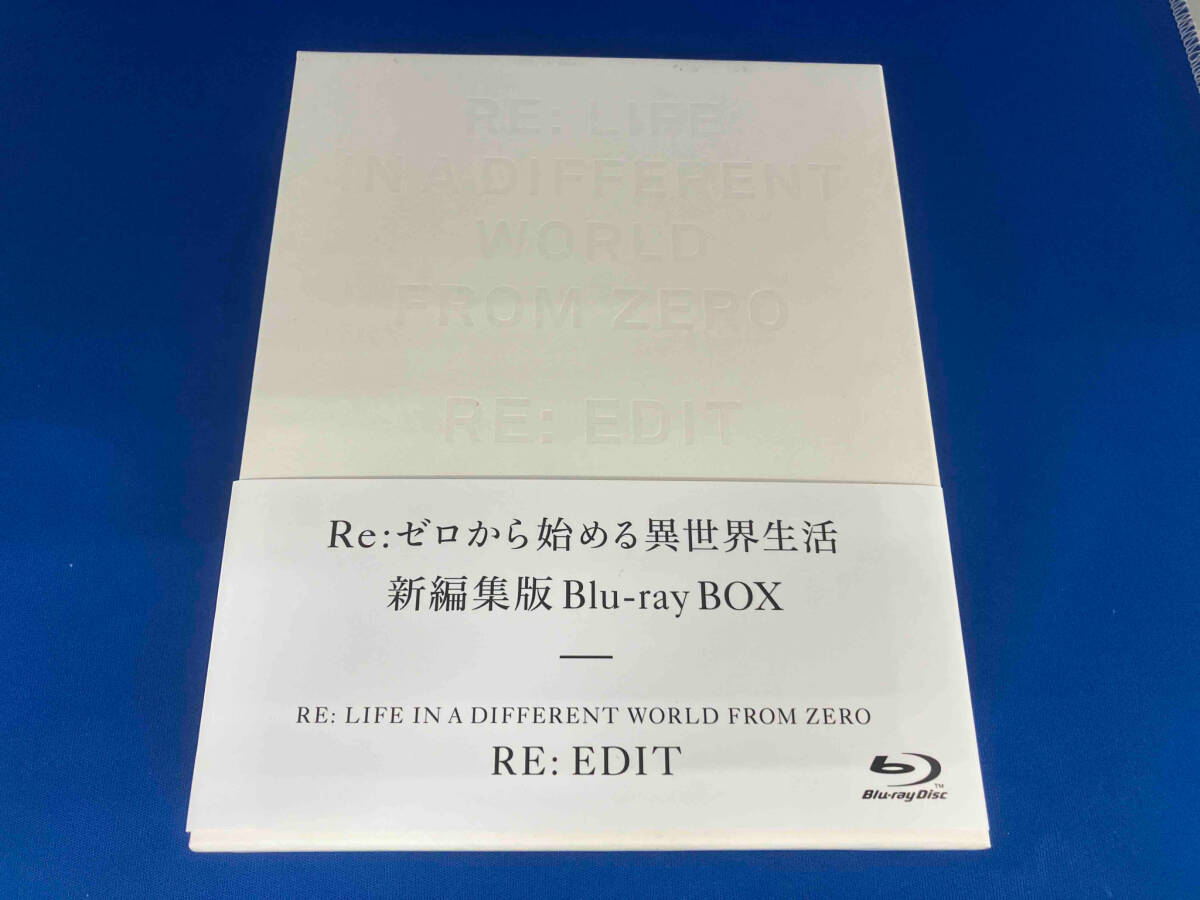 RE: LIFE
IN A DIFFERENT
WORLD
FROM ZERO
RE: EDIT
Re:ゼロから始める異世界生活
新編集版 Blu-ray BOX
RE: LIFE IN A DIFFERENT WORLD FROM ZERO
RE: EDIT
Blu-ray Disc
TM